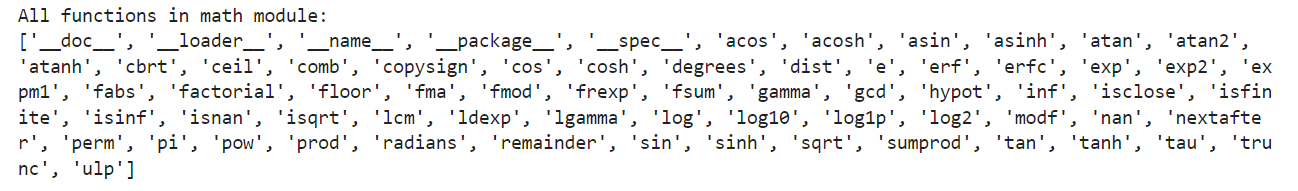 All functions in math module:
['__doc__', '__loader__', '__name__', '__package__', '__spec__', 'acos', 'acosh', 'asin', 'asinh', 'atan', 'atan2',
'atanh', 'cbrt', 'ceil', 'comb', 'copysign', 'cos', 'cosh', 'degrees', 'dist', 'e', 'erf', 'erfc', 'exp', 'exp2', 'ex
pm1', 'fabs', 'factorial', 'floor', 'fma', 'fmod', 'frexp', 'fsum', 'gamma', 'gcd', 'hypot', 'inf', 'isclose', 'isfin
ite', 'isinf', 'isnan', 'isqrt', 'lcm', 'ldexp', 'lgamma', 'log', 'log10', 'log1p', 'log2', 'modf', 'nan', 'nextafte
r', 'perm', 'pi', 'pow', 'prod', 'radians', 'remainder', 'sin', 'sinh', 'sqrt', 'sumprod', 'tan', 'tanh', 'tau', 'tru
nc', 'ulp']